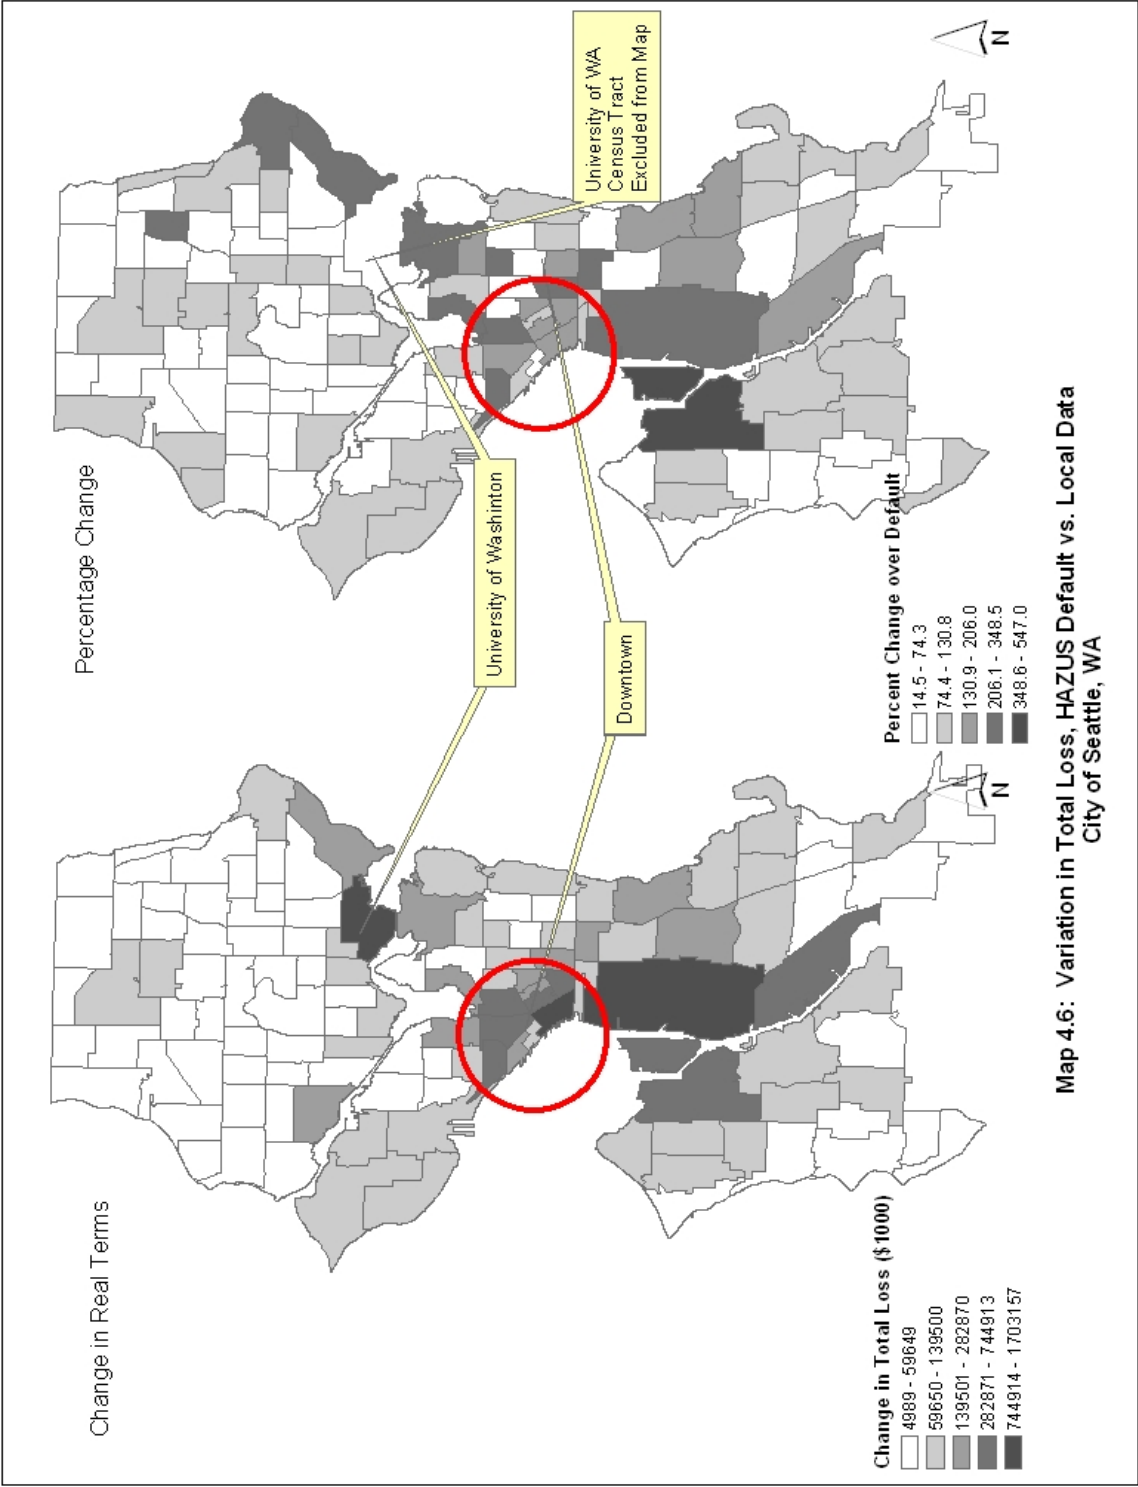 Change in Real Terms
Percentage Change
University of Washinton
University of WA
Census Tract
Excluded from Map
Downtown
Change in Total Loss ($1000)
4989 - 59649
59650 - 139500
139501 - 282870
282871 - 744913
744914 - 1703157
N
Percent Change over Default
14.5 - 74.3
74.4 - 130.8
130.9 - 206.0
206.1 - 348.5
348.6 - 547.0
N
Map 4.6: Variation in Total Loss, HAZUS Default vs. Local Data
City of Seattle, WA